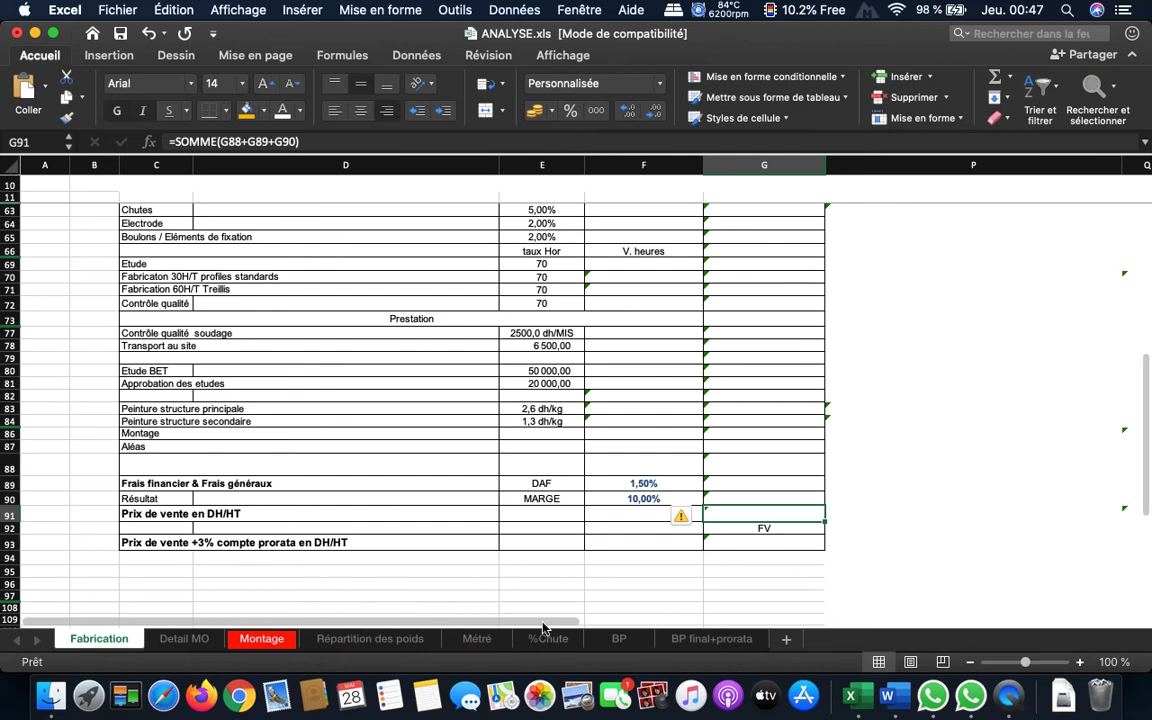 Excel Fichier Édition Affichage Insérer Mise en forme Outils Données Fenêtre Aide 84°C 6200rpm 10.2% Free 98 % Jeu. 00:47
ANALYSE.xls [Mode de compatibilité] Rechercher dans la feu
Accueil Insertion Dessin Mise en page Formules Données Révision Affichage Partager
Coller Arial 14 A A Personnalisée Mise en forme conditionnelle Insérer
Mettre sous forme de tableau Supprimer Trier et filtrer Rechercher et sélectionner
G I S A % 000 Styles de cellule Mise en forme
G91 fx =SOMME(G88+G89+G90)
A B C D E F G P Q
10
11
63 Chutes 5,00%
64 Electrode 2,00%
65 Boulons / Eléments de fixation 2,00%
66 taux Hor V. heures
69 Etude 70
70 Fabricaton 30H/T profiles standards 70
71 Fabrication 60H/T Treillis 70
72 Contrôle qualité 70
73 Prestation
77 Contrôle qualité soudage 2500,0 dh/MIS
78 Transport au site 6 500,00
79
80 Etude BET 50 000,00
81 Approbation des etudes 20 000,00
82
83 Peinture structure principale 2,6 dh/kg
84 Peinture structure secondaire 1,3 dh/kg
86 Montage
87 Aléas
88
89 Frais financier & Frais généraux DAF 1,50%
90 Résultat MARGE 10,00%
91 Prix de vente en DH/HT
92 FV
93 Prix de vente +3% compte prorata en DH/HT
94
95
96
97
108
109
Fabrication Detail MO Montage Répartition des poids Métré %Chute BP BP final+prorata
Prêt 100 %
MAI 28 1 tv